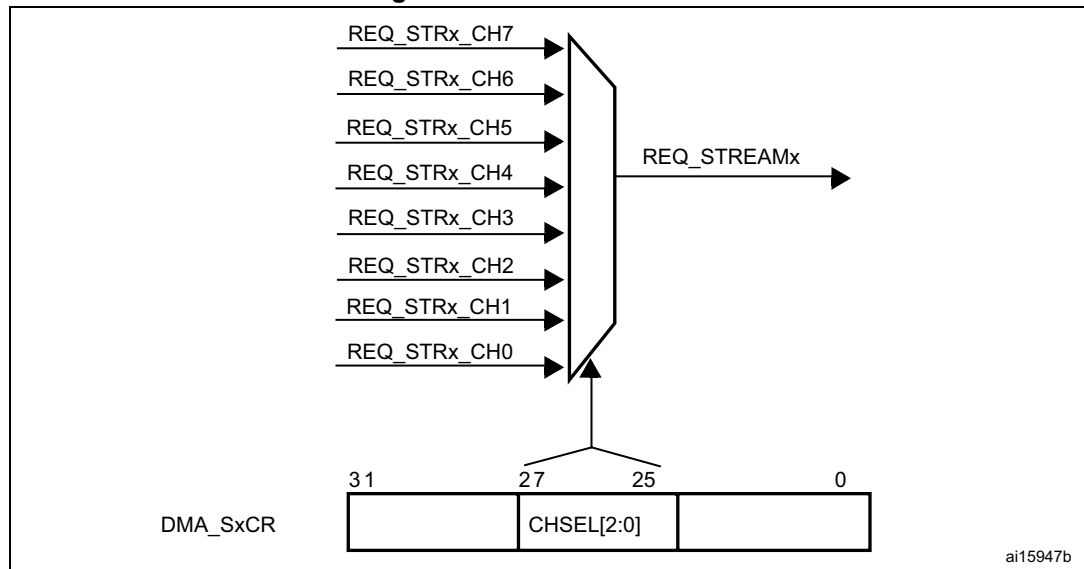 REQ_STRx_CH7
REQ_STRx_CH6
REQ_STRx_CH5
REQ_STRx_CH4
REQ_STREAMx
REQ_STRx_CH3
REQ_STRx_CH2
REQ_STRx_CH1
REQ_STRx_CH0
31 27 25 0
DMA_SxCR CHSEL[2:0]
ai15947b